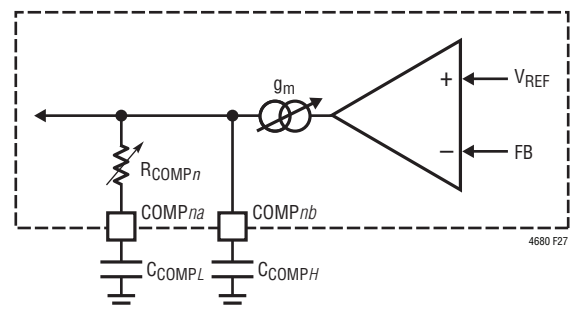 gm
+ VREF
− FB
RCOMPn
COMPna COMPnb
4680 F27
CCOMPL CCOMPH